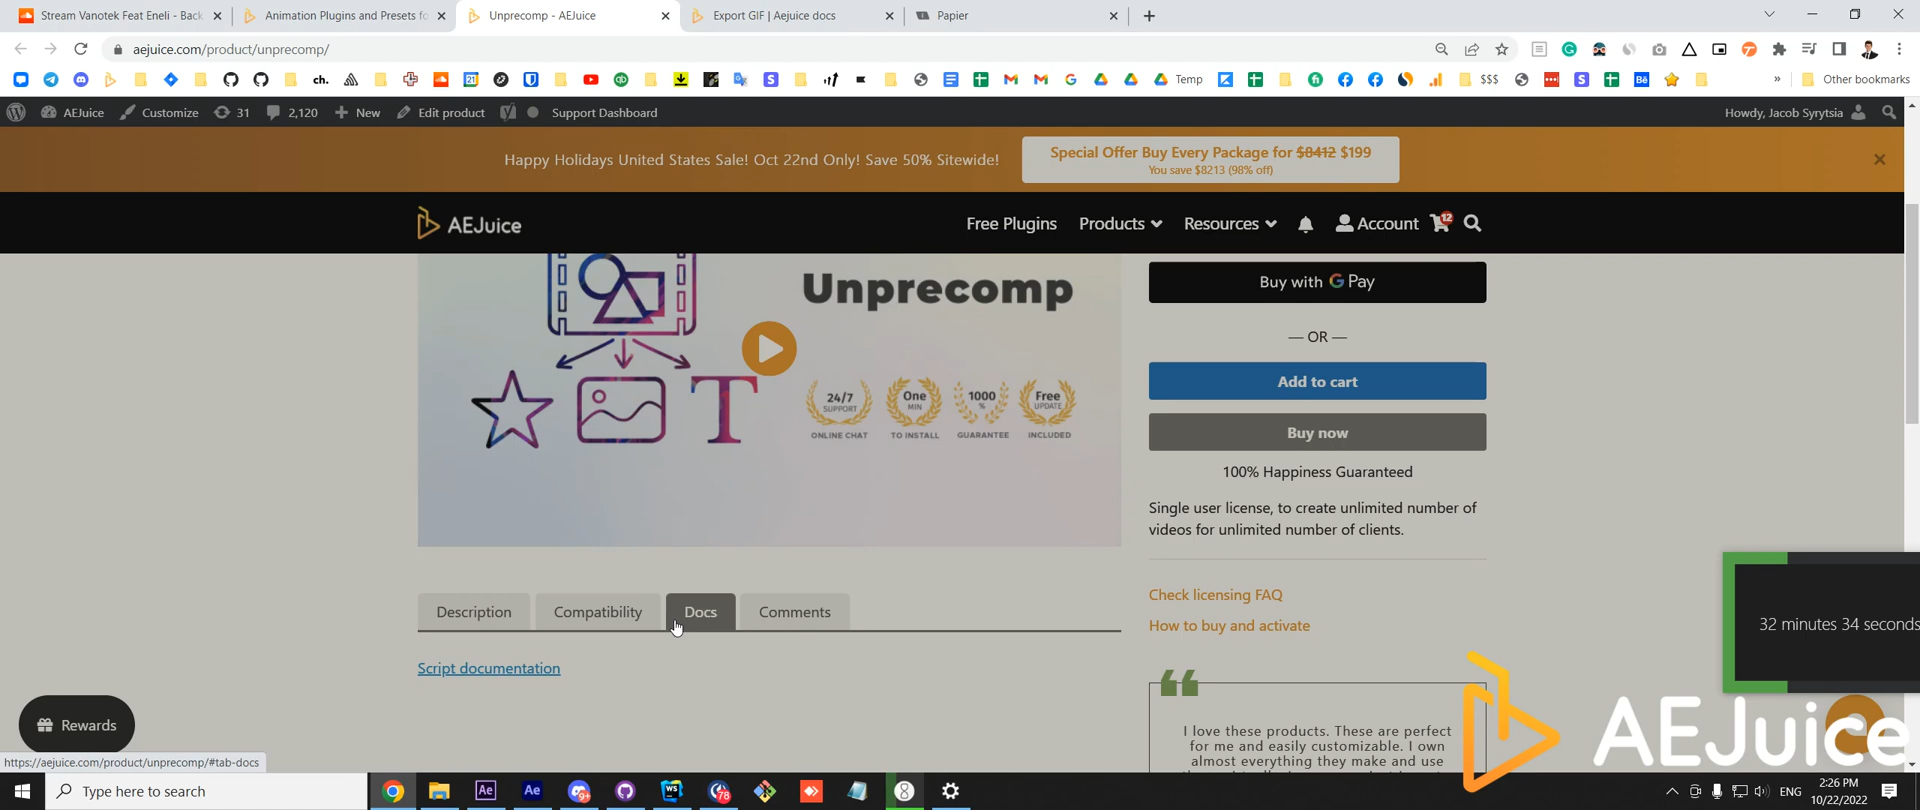 Stream Vanotek Feat Eneli - Back
Animation Plugins and Presets fo
Unprecomp - AEJuice
Export GIF | Aejuice docs
Papier
aejuice.com/product/unprecomp/
ch.
Temp
$$$
Other bookmarks
AEJuice
Customize
31
2,120
New
Edit product
Support Dashboard
Howdy, Jacob Syrytsia
Happy Holidays United States Sale! Oct 22nd Only! Save 50% Sitewide!
Special Offer Buy Every Package for $8412 $199
You save $8213 (98% off)
AEJuice
Free Plugins
Products
Resources
Account
12
Unprecomp
T
24/7
SUPPORT
ONLINE CHAT
One
MIN
TO INSTALL
1000
%
GUARANTEE
Free
UPDATE
INCLUDED
Buy with G Pay
— OR —
Add to cart
Buy now
100% Happiness Guaranteed
Single user license, to create unlimited number of
videos for unlimited number of clients.
Check licensing FAQ
How to buy and activate
Description
Compatibility
Docs
Comments
Script documentation
32 minutes 34 seconds
I love these products. These are perfect
for me and easily customizable. I own
almost everything they make and use
Rewards
AEJuice
https://aejuice.com/product/unprecomp/#tab-docs
Type here to search
Ae
Ae
9+
WS
78
ENG
2:26 PM
10/22/2022